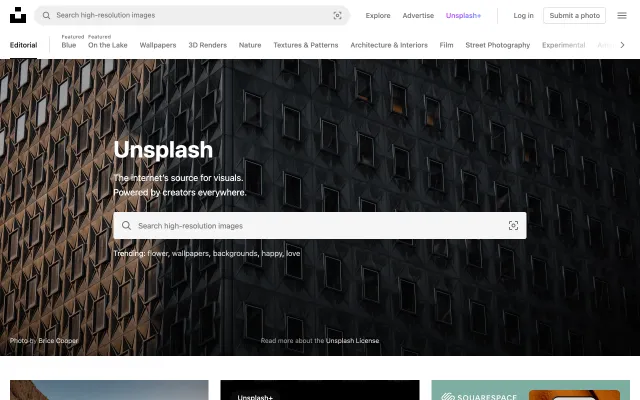 Search high-resolution images
Explore
Advertise
Unsplash+
Log in
Submit a photo
Editorial
Featured
Blue
Featured
On the Lake
Wallpapers
3D Renders
Nature
Textures & Patterns
Architecture & Interiors
Film
Street Photography
Experimental
Unsplash
The internet's source for visuals.
Powered by creators everywhere.
Search high-resolution images
Trending: flower, wallpapers, backgrounds, happy, love
Photo by Brice Cooper
Read more about the Unsplash License
Unsplash+
SQUARESPACE